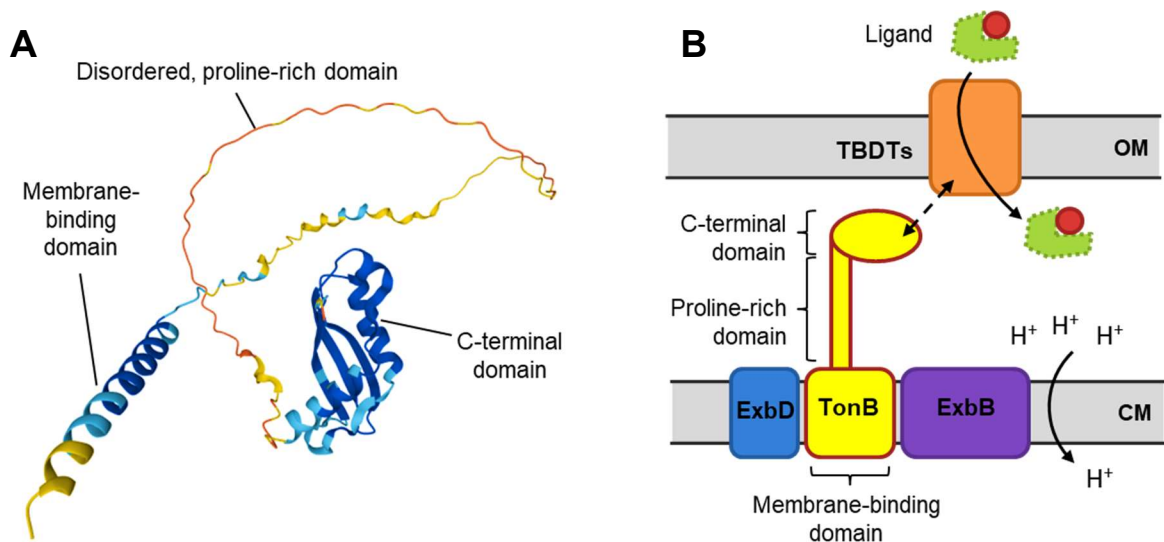 A
Disordered, proline-rich domain
Membrane-
binding
domain
C-terminal
domain
B
Ligand
TBDTs
OM
C-terminal
domain
Proline-rich
domain
H+ H+ H+
ExbD
TonB
ExbB
CM
H+
Membrane-binding
domain